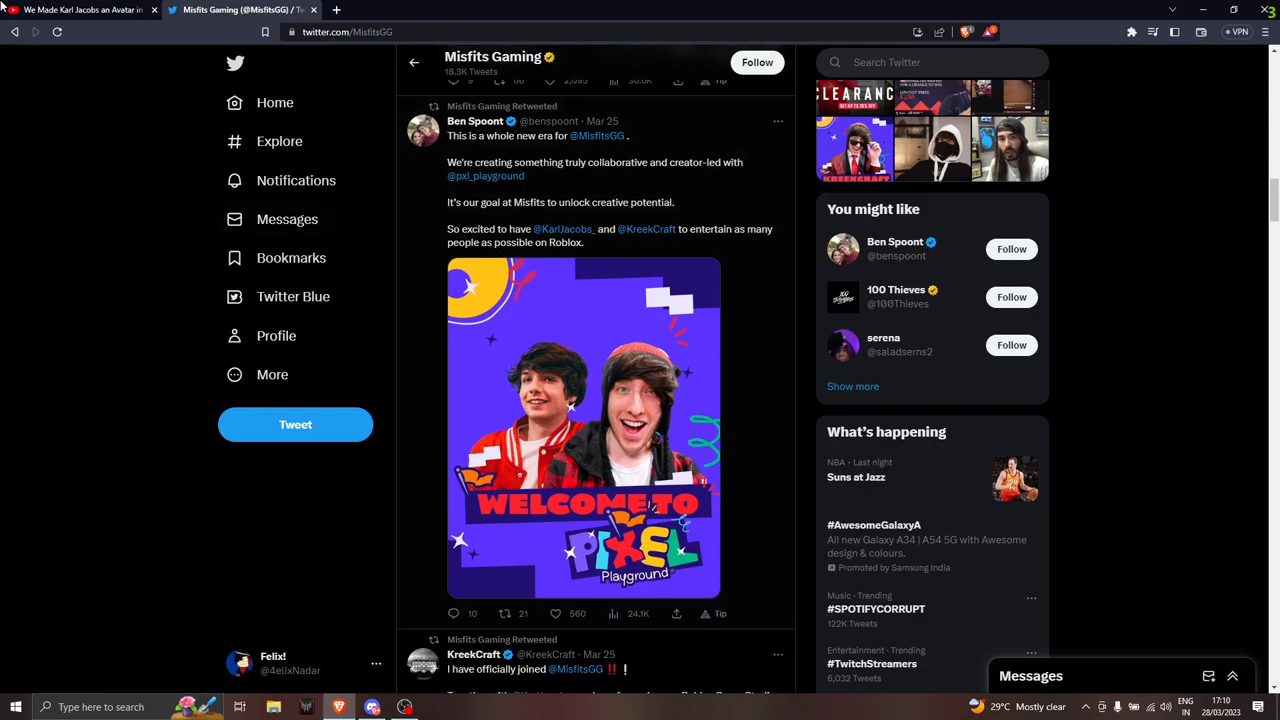 We Made Karl Jacobs an Avatar in
Misfits Gaming (@MisfitsGG) / Tw
3
twitter.com/MisfitsGG
VPN
Misfits Gaming
18.3K Tweets
Follow
Search Twitter
Home
Explore
Notifications
Messages
Bookmarks
Twitter Blue
Profile
More
Tweet
Felix!
@4elixNadar
Tip
Misfits Gaming Retweeted
Ben Spoont @benspoont · Mar 25
This is a whole new era for @MisfitsGG .
We're creating something truly collaborative and creator-led with
@pxl_playground
It's our goal at Misfits to unlock creative potential.
So excited to have @KarlJacobs_ and @KreekCraft to entertain as many
people as possible on Roblox.
WELCOME TO
PIXEL
Playground
10 21 560 24.1K Tip
Misfits Gaming Retweeted
KreekCraft @KreekCraft · Mar 25
I have officially joined @MisfitsGG ‼️❕
CLEARANC
KREEKCRAFT
You might like
Ben Spoont
@benspoont
Follow
100 Thieves
@100Thieves
Follow
serena
@saladserns2
Follow
Show more
What's happening
NBA · Last night
Suns at Jazz
#AwesomeGalaxyA
All new Galaxy A34 | A54 5G with Awesome
design & colours.
Promoted by Samsung India
Music · Trending
#SPOTIFYCORRUPT
122K Tweets
Entertainment · Trending
#TwitchStreamers
6,032 Tweets
Messages
Type here to search
29°C Mostly clear
ENG
IN
17:10
28/03/2023